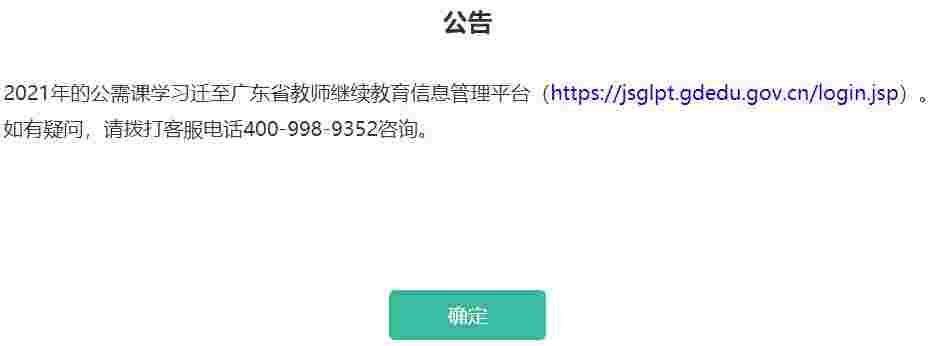 公告
2021年的公需课学习迁至广东省教师继续教育信息管理平台（https://jsglpt.gdedu.gov.cn/login.jsp）。
如有疑问，请拨打客服电话400-998-9352咨询。
确定